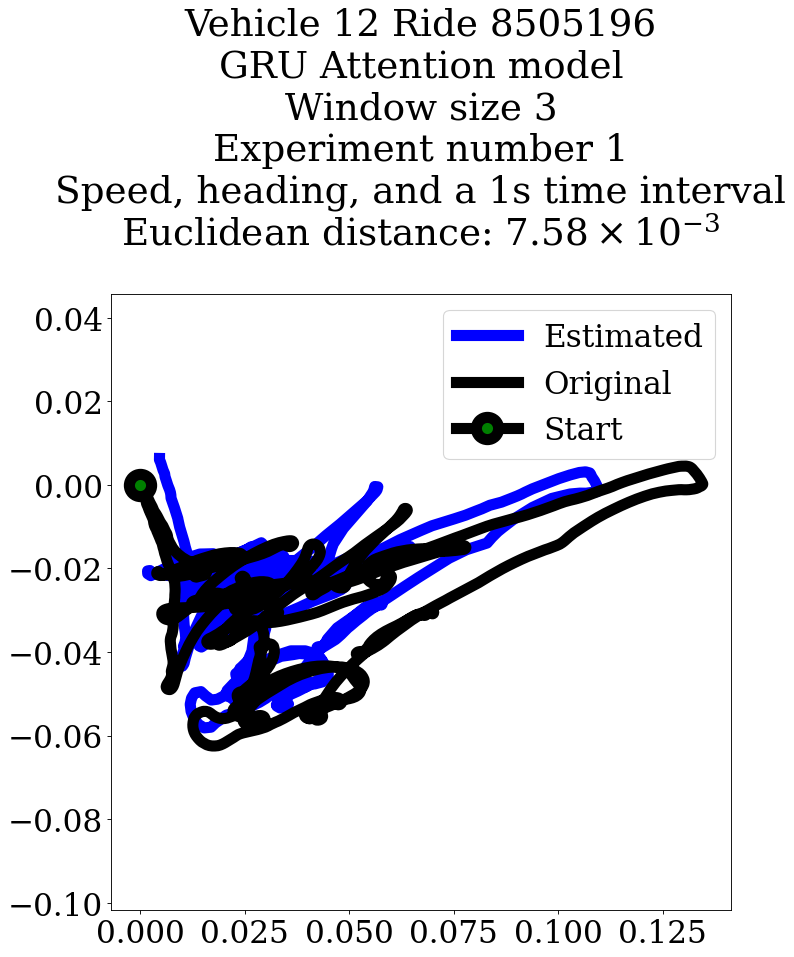 Vehicle 12 Ride 8505196
GRU Attention model
Window size 3
Experiment number 1
Speed, heading, and a 1s time interval
Euclidean distance: 7.58 × 10⁻³
Estimated
Original
Start
0.04
0.02
0.00
−0.02
−0.04
−0.06
−0.08
−0.10
0.000 0.025 0.050 0.075 0.100 0.125